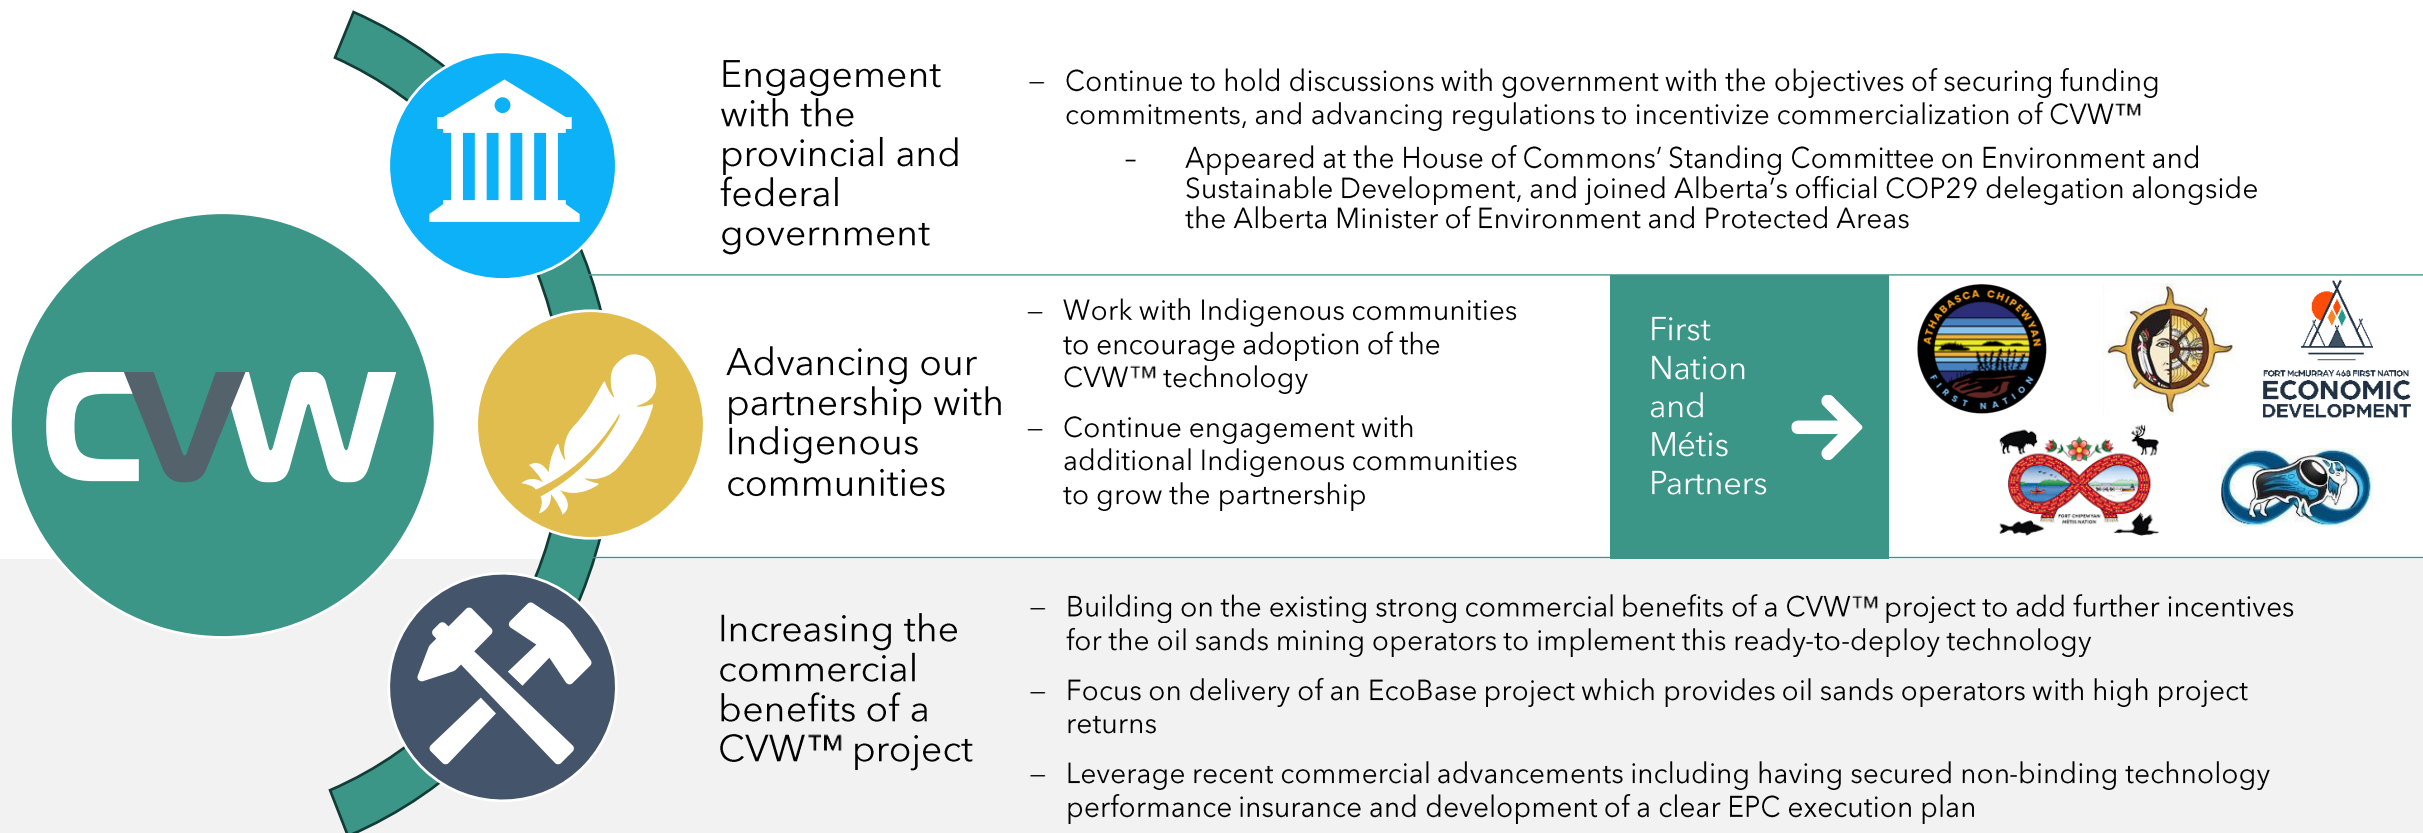 CVW
Engagement
with the
provincial and
federal
government
– Continue to hold discussions with government with the objectives of securing funding
commitments, and advancing regulations to incentivize commercialization of CVW™
– Appeared at the House of Commons’ Standing Committee on Environment and
Sustainable Development, and joined Alberta’s official COP29 delegation alongside
the Alberta Minister of Environment and Protected Areas
Advancing our
partnership with
Indigenous
communities
– Work with Indigenous communities
to encourage adoption of the
CVW™ technology
– Continue engagement with
additional Indigenous communities
to grow the partnership
First
Nation
and
Métis
Partners
ATHABASCA CHIPEWYAN
FIRST NATION
FORT McMURRAY 468 FIRST NATION
ECONOMIC
DEVELOPMENT
FORT CHIPEWYAN
MÉTIS NATION
Increasing the
commercial
benefits of a
CVW™ project
– Building on the existing strong commercial benefits of a CVW™ project to add further incentives
for the oil sands mining operators to implement this ready-to-deploy technology
– Focus on delivery of an EcoBase project which provides oil sands operators with high project
returns
– Leverage recent commercial advancements including having secured non-binding technology
performance insurance and development of a clear EPC execution plan